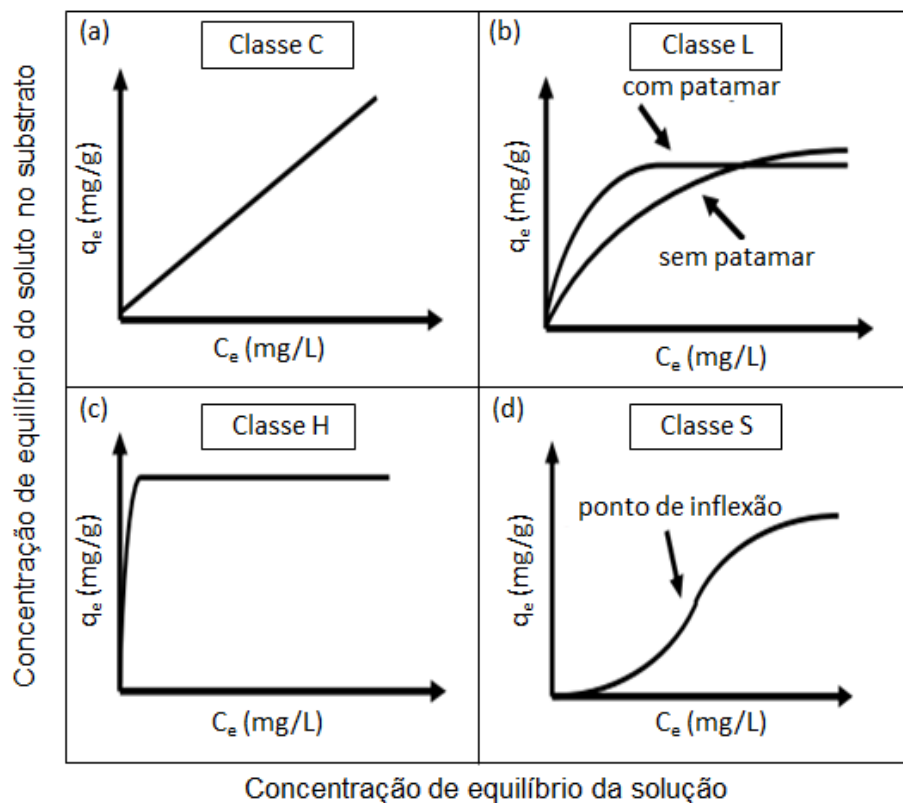 Concentração de equilíbrio do soluto no substrato
(a)
Classe C
qe (mg/g)
Ce (mg/L)
(b)
Classe L
com patamar
sem patamar
qe (mg/g)
Ce (mg/L)
(c)
Classe H
qe (mg/g)
Ce (mg/L)
(d)
Classe S
ponto de inflexão
qe (mg/g)
Ce (mg/L)
Concentração de equilíbrio da solução